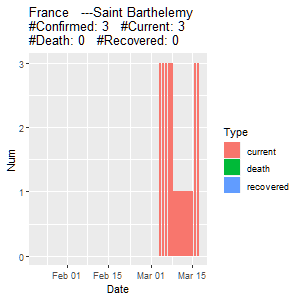 France   ---Saint Barthelemy
#Confirmed: 3   #Current: 3
#Death: 0   #Recovered: 0
3
2
1
0
Num
Feb 01 Feb 15 Mar 01 Mar 15
Date
Type
current
death
recovered